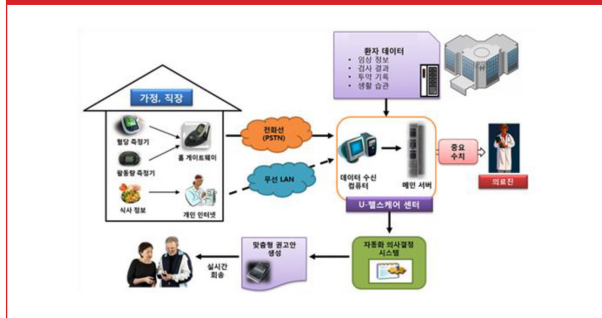 환자 데이터
• 임상 정보
• 검사 결과
• 투약 기록
• 생활 습관
가정, 직장
혈당 측정기
홈 게이트웨이
활동량 측정기
식사 정보
개인 인터넷
전화선
(PSTN)
무선 LAN
데이터 수신
컴퓨터
메인 서버
중요
수치
의료진
U-헬스케어 센터
자동화 의사결정
시스템
맞춤형 권고안
생성
실시간
회송